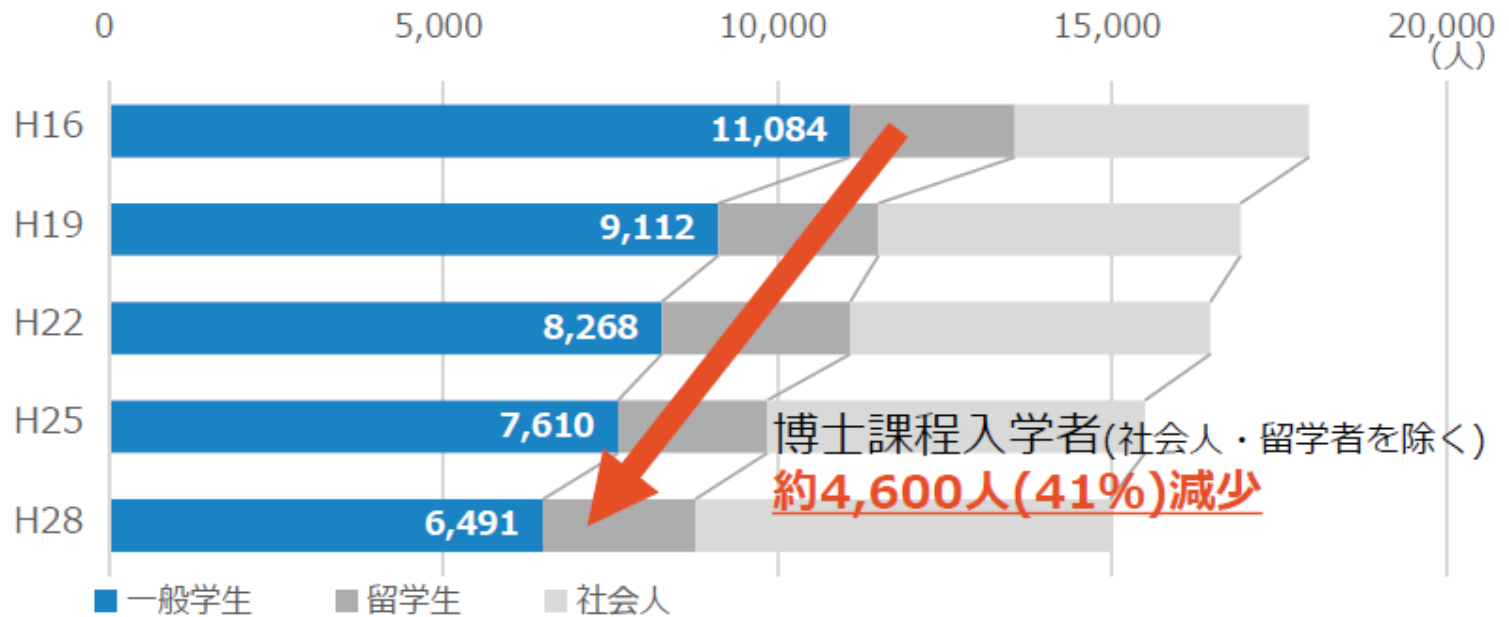 0 5,000 10,000 15,000 20,000
(人)
H16 11,084
H19 9,112
H22 8,268
H25 7,610
博士課程入学者(社会人・留学者を除く)
約4,600人(41%)減少
H28 6,491
一般学生 留学生 社会人